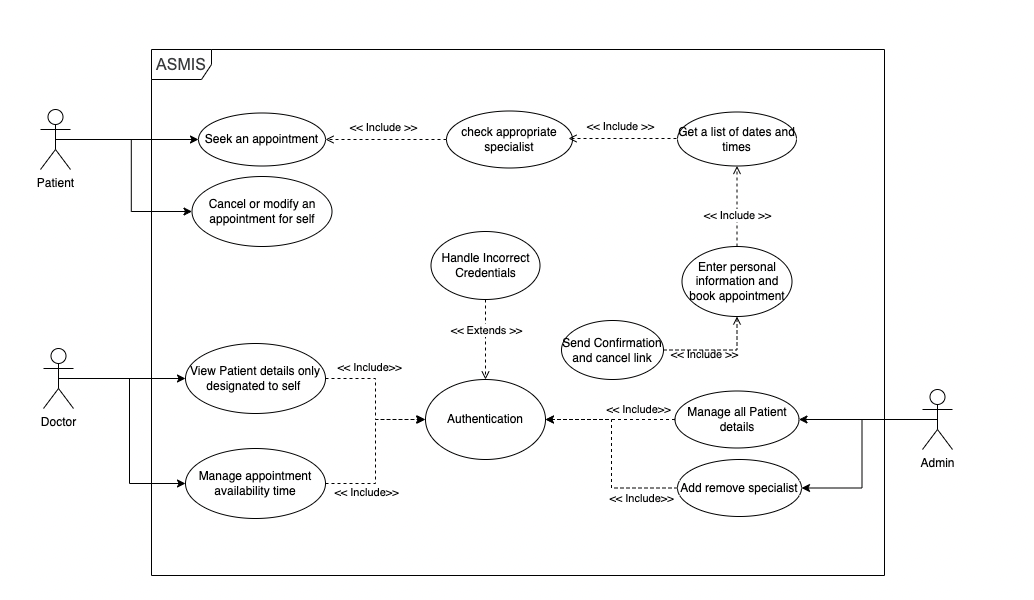 ASMIS
Patient
Seek an appointment
<< Include >>
check appropriate
specialist
<< Include >>
Get a list of dates and
times
Cancel or modify an
appointment for self
<< Include >>
Handle Incorrect
Credentials
Enter personal
information and
book appointment
<< Extends >>
Send Confirmation
and cancel link
<< Include >>
Doctor
View Patient details only
designated to self
<< Include>>
Authentication
<< Include>>
Manage all Patient
details
Admin
Manage appointment
availability time
<< Include>>
<< Include>>
Add remove specialist